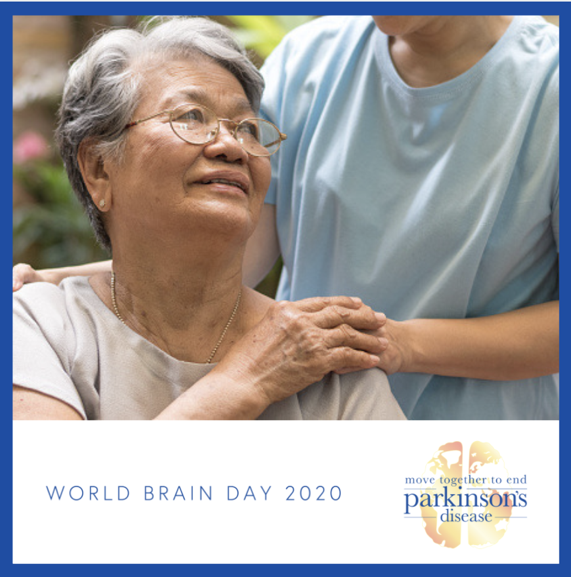 WORLD BRAIN DAY 2020
move together to end
parkinson's
disease